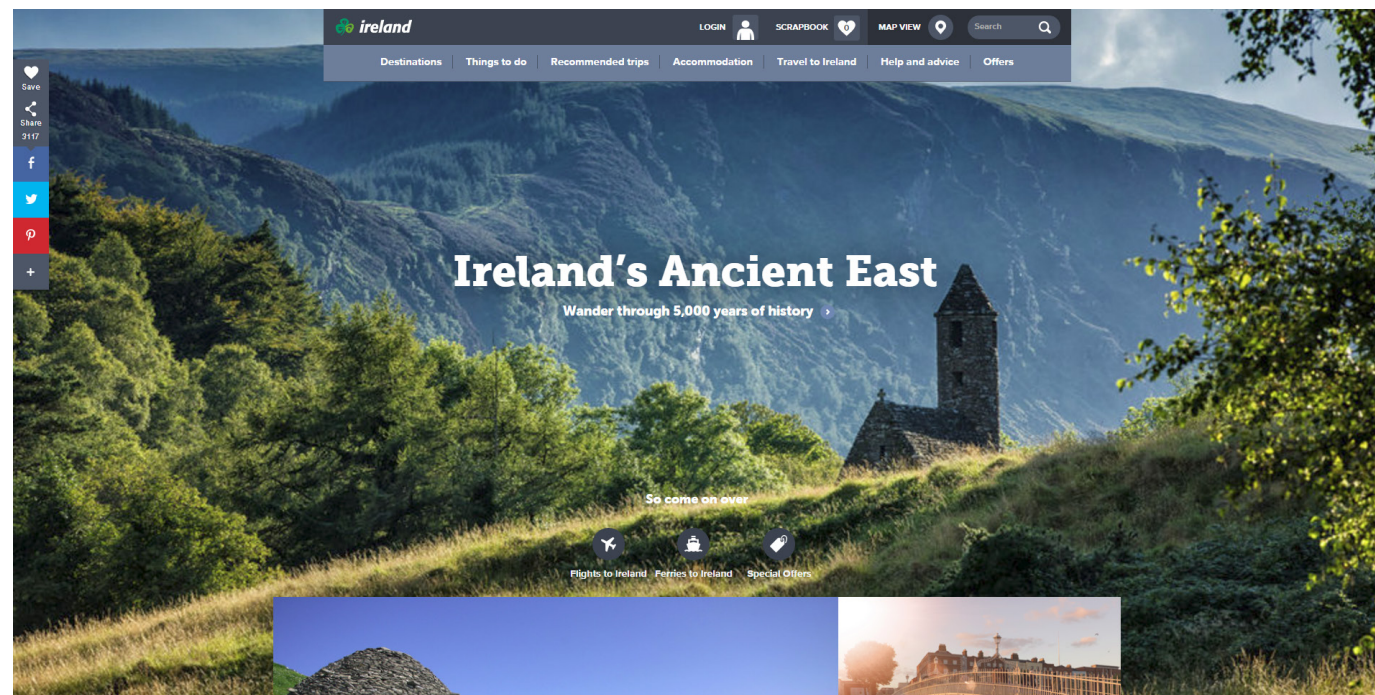 ireland
LOGIN
SCRAPBOOK
0
MAP VIEW
Search
Destinations
Things to do
Recommended trips
Accommodation
Travel to Ireland
Help and advice
Offers
Save
Share
2117
f
+
Ireland's Ancient East
Wander through 5,000 years of history
So come on over
Flights to Ireland
Ferries to Ireland
Special Offers